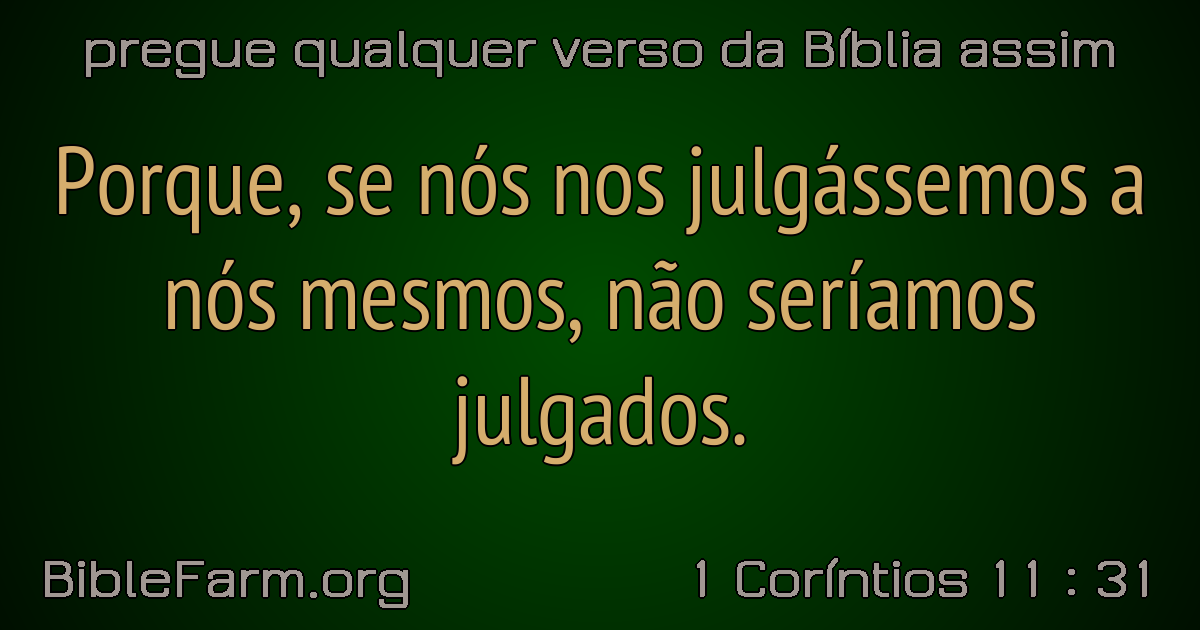 pregue qualquer verso da Bíblia assim
Porque, se nós nos julgássemos a
nós mesmos, não seríamos
julgados.
BibleFarm.org
1 Coríntios 11 : 31